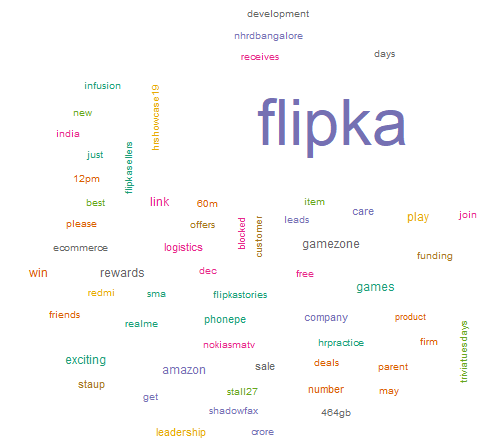 development
nhrdbangalore
receives
days
infusion
hrshowcase19
flipka
new
india
just
flipkasellers
12pm
best
link
60m
item
please
offers
blocked
customer
leads
care
play
join
ecommerce
logistics
gamezone
funding
win
rewards
dec
free
games
redmi
sma
flipkastories
friends
realme
phonepe
company
product
triviatuesdays
nokiasmatv
hrpractice
firm
exciting
amazon
sale
deals
parent
staup
get
stall27
number
may
shadowfax
464gb
leadership
crore